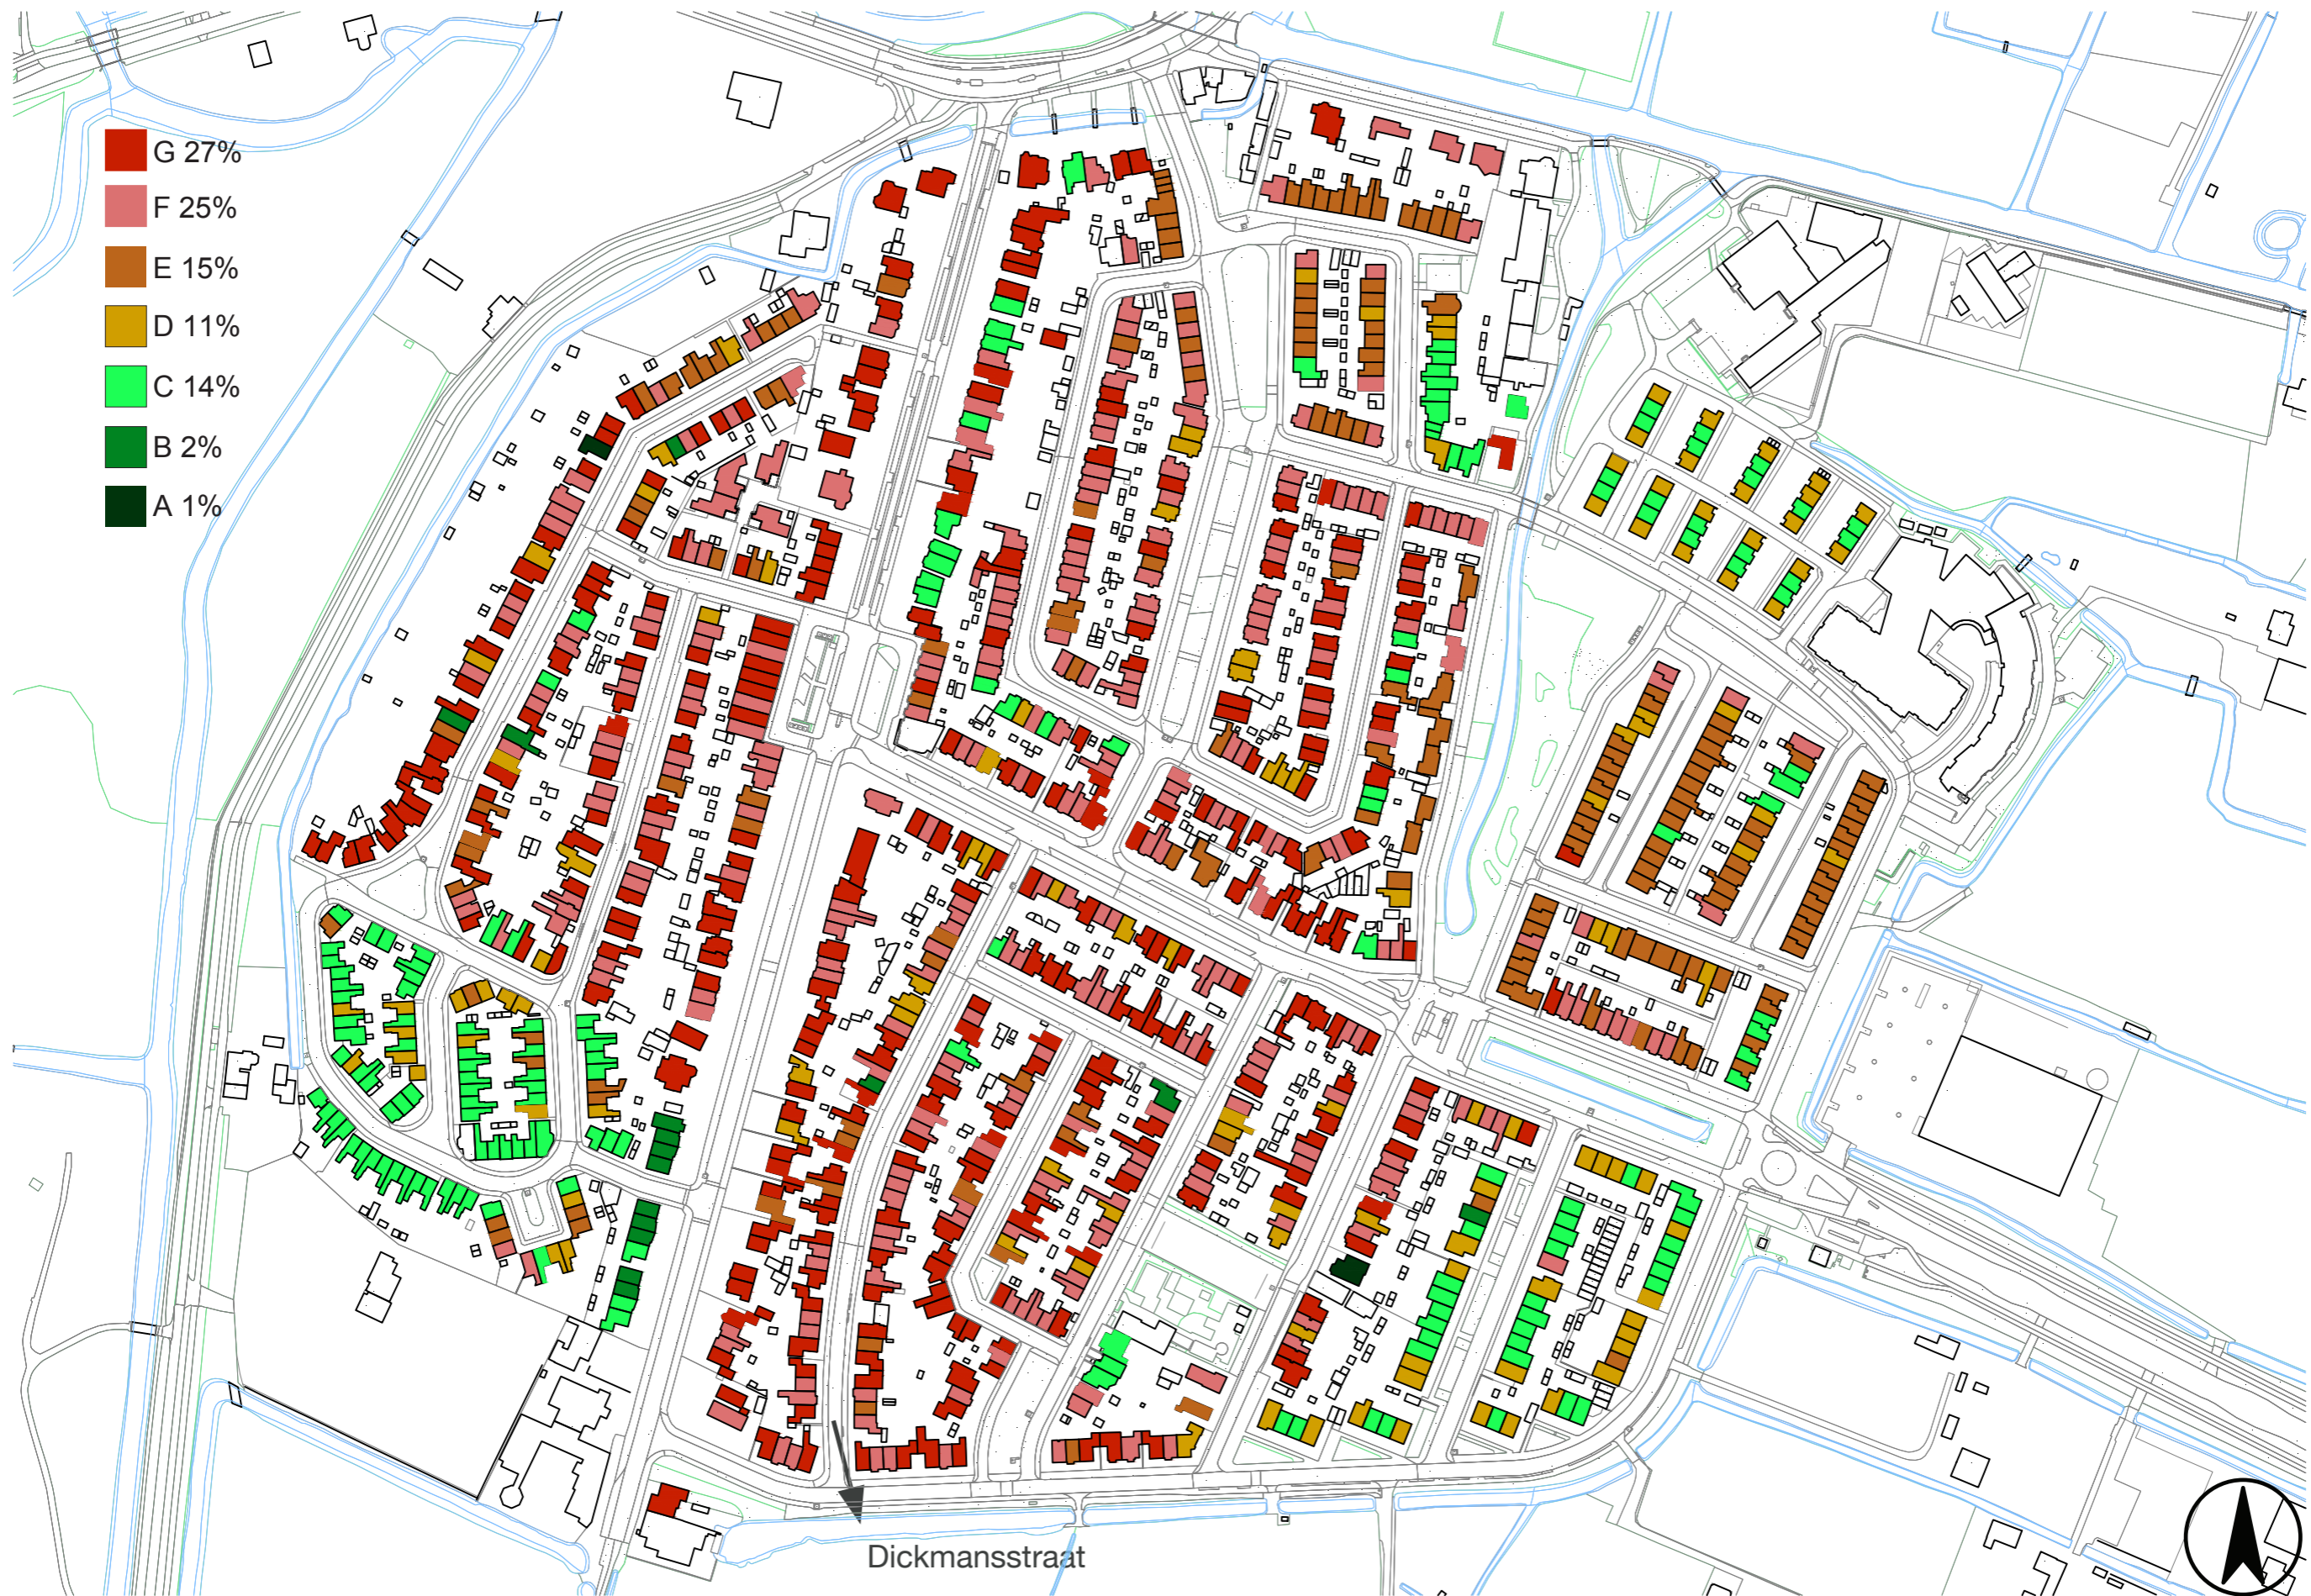 G 27%
F 25%
E 15%
D 11%
C 14%
B 2%
A 1%
Dickmansstraat